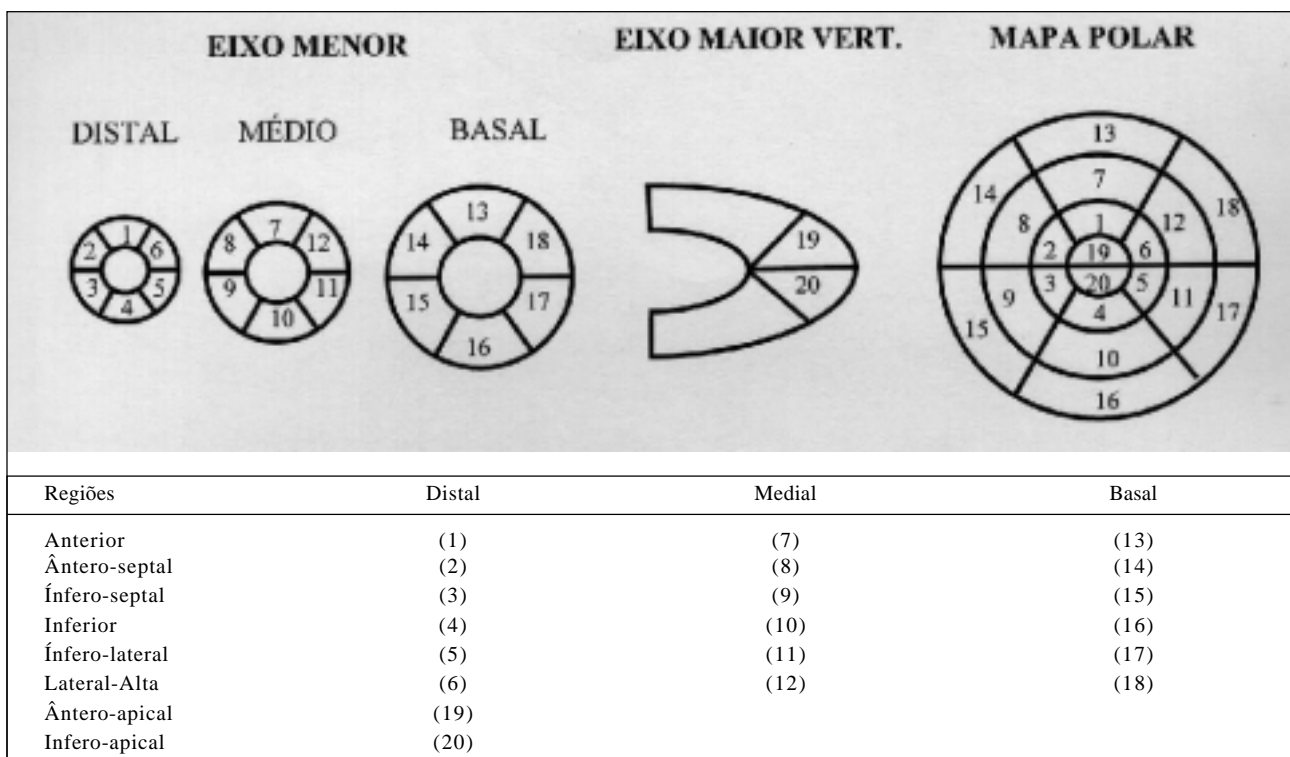 EIXO MENOR EIXO MAIOR VERT. MAPA POLAR
DISTAL MÉDIO BASAL
1
2 6
3 5
4
7
8 12
9 11
10
13
14 18
15 17
16
19
20
13
14 7 18
8 1 12
2 19 6
3 20 5
9 4 11
15 10 17
16
Regiões Distal Medial Basal
Anterior (1) (7) (13)
Ântero-septal (2) (8) (14)
Ínfero-septal (3) (9) (15)
Inferior (4) (10) (16)
Ínfero-lateral (5) (11) (17)
Lateral-Alta (6) (12) (18)
Ântero-apical (19)
Infero-apical (20)